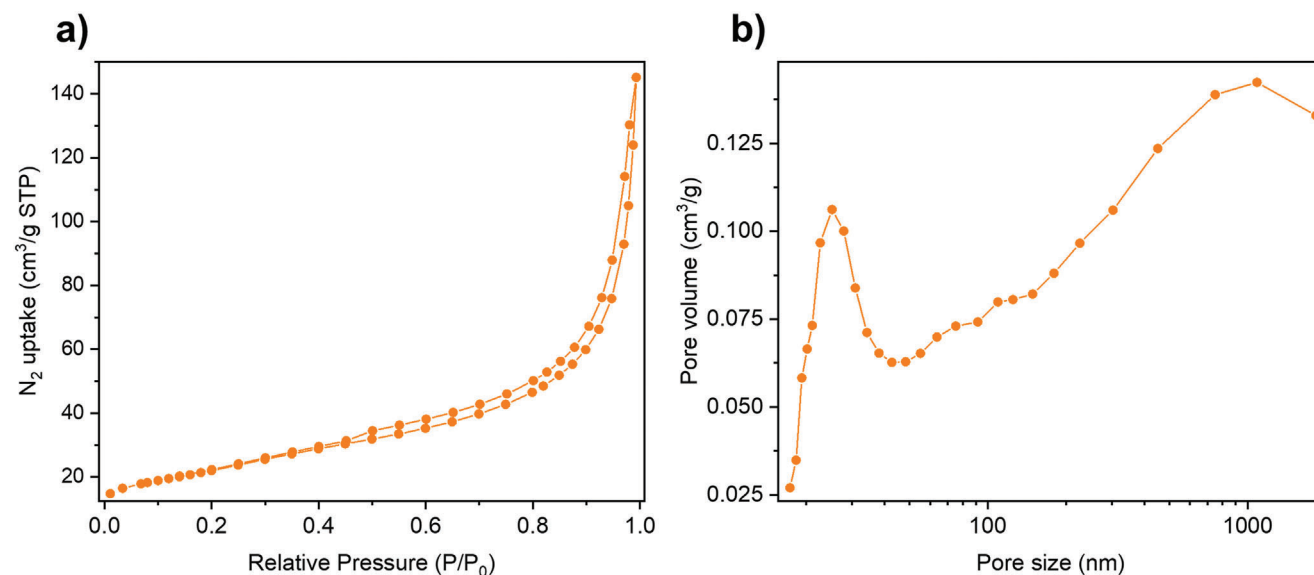 a)
N₂ uptake (cm³/g STP)
140
120
100
80
60
40
20
0.0 0.2 0.4 0.6 0.8 1.0
Relative Pressure (P/P₀)
b)
Pore volume (cm³/g)
0.125
0.100
0.075
0.050
0.025
100 1000
Pore size (nm)